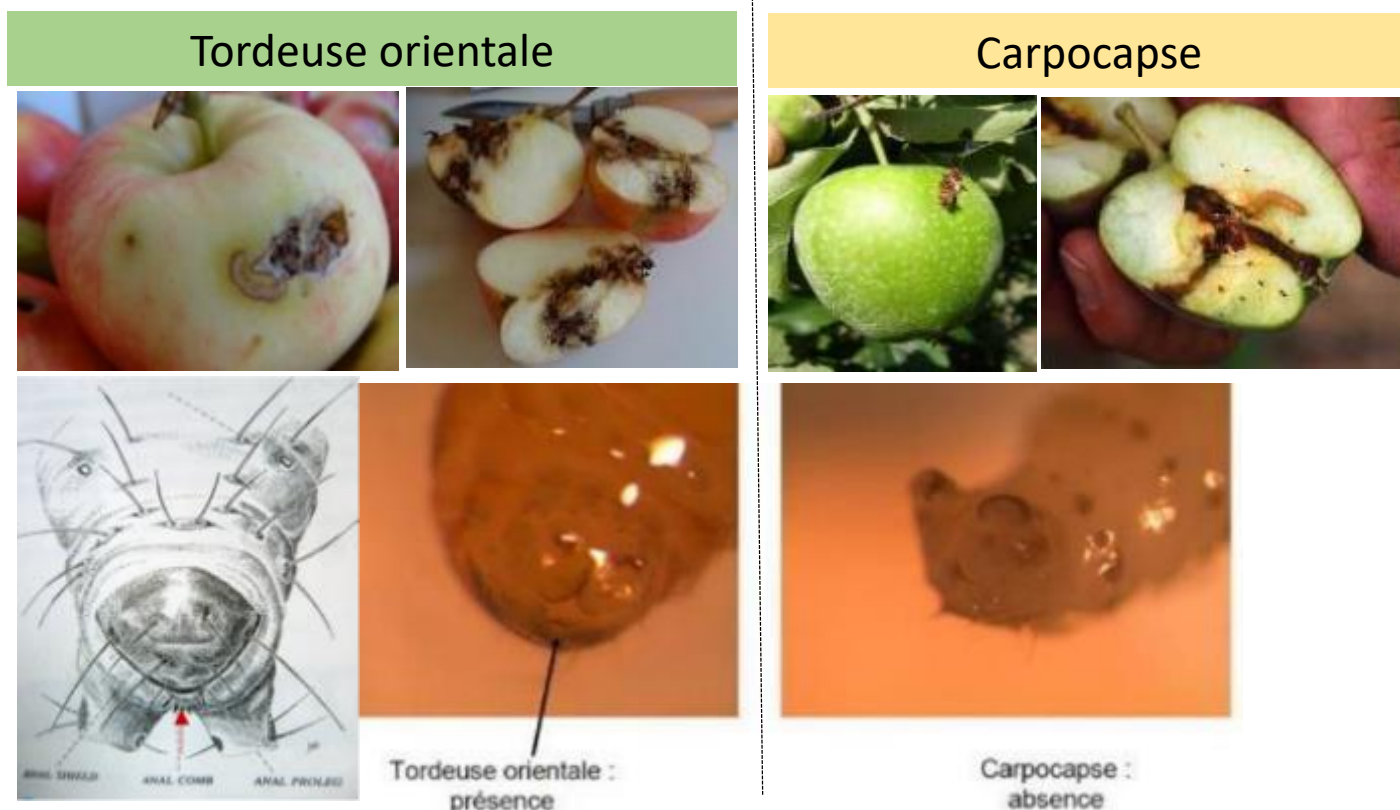 Tordeuse orientale
Carpocapse
ANAL SHIELD
ANAL COMB
ANAL PROLEG
Tordeuse orientale :
présence
Carpocapse :
absence